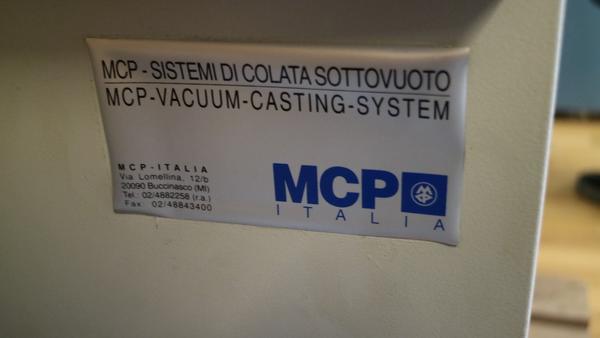 MCP - SISTEMI DI COLATA SOTTOVUOTO
MCP-VACUUM-CASTING-SYSTEM
MCP-ITALIA
Via Lomellina, 12/b
20090 Buccinasco (MI)
Tel: 02/4882258 (r.a.)
Fax: 02/48843400
MCP
ITALIA